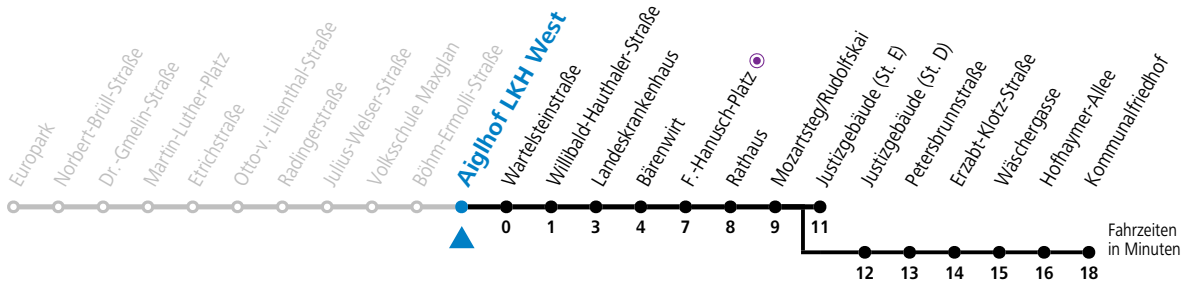 Europark
Norbert-Brüll-Straße
Dr.-Gmelin-Straße
Martin-Luther-Platz
Etrichstraße
Otto-v.-Lilienthal-Straße
Radingerstraße
Julius-Welser-Straße
Volksschule Maxglan
Böhm-Ermolli-Straße
Aiglhof LKH West
Wartelsteinstraße
Willibald-Hauthaler-Straße
Landeskrankenhaus
Bärenwirt
F.-Hanusch-Platz
Rathaus
Mozartsteg/Rudolfskai
Justizgebäude (St. E)
Justizgebäude (St. D)
Petersbrunnstraße
Erzabt-Klotz-Straße
Wäschergasse
Hofhaymer-Allee
Kommunalfriedhof
0 1 3 4 7 8 9 11
Fahrzeiten
in Minuten
12 13 14 15 16 18